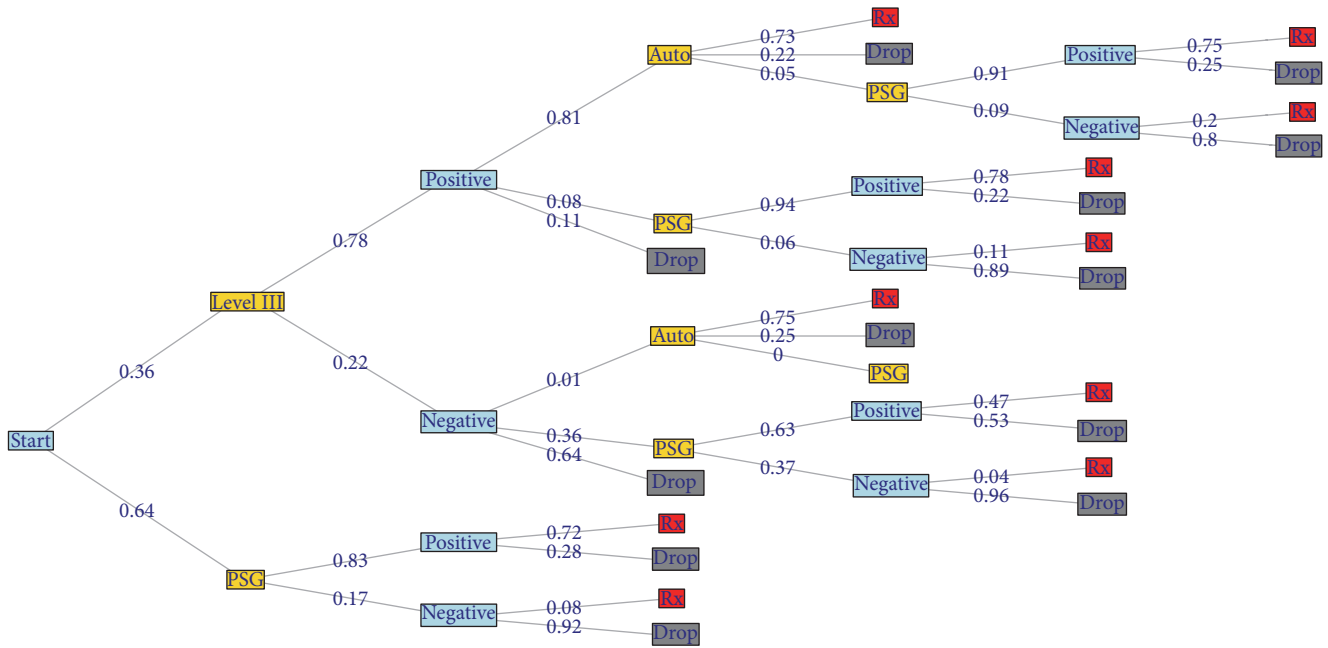 Rx
0.73
Auto
0.22
Drop
0.05
PSG
0.91
Positive
0.75
Rx
0.25
Drop
0.09
Negative
0.2
Rx
0.8
Drop
0.81
Positive
0.08
PSG
0.94
Positive
0.78
Rx
0.22
Drop
0.06
Negative
0.11
Rx
0.89
Drop
0.11
Drop
0.78
Level III
0.36
0.22
Auto
0.75
Rx
0.25
Drop
0
PSG
0.01
Negative
0.36
PSG
0.63
Positive
0.47
Rx
0.53
Drop
0.37
Negative
0.04
Rx
0.96
Drop
0.64
Drop
Start
0.64
PSG
0.83
Positive
0.72
Rx
0.28
Drop
0.17
Negative
0.08
Rx
0.92
Drop